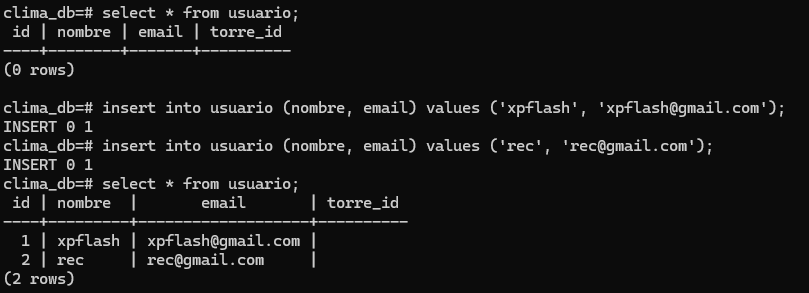 clima_db=# select * from usuario;
 id | nombre | email | torre_id
----+--------+-------+----------
(0 rows)

clima_db=# insert into usuario (nombre, email) values ('xpflash', 'xpflash@gmail.com');
INSERT 0 1
clima_db=# insert into usuario (nombre, email) values ('rec', 'rec@gmail.com');
INSERT 0 1
clima_db=# select * from usuario;
 id | nombre  |       email       | torre_id
----+---------+-------------------+----------
  1 | xpflash | xpflash@gmail.com |
  2 | rec     | rec@gmail.com     |
(2 rows)